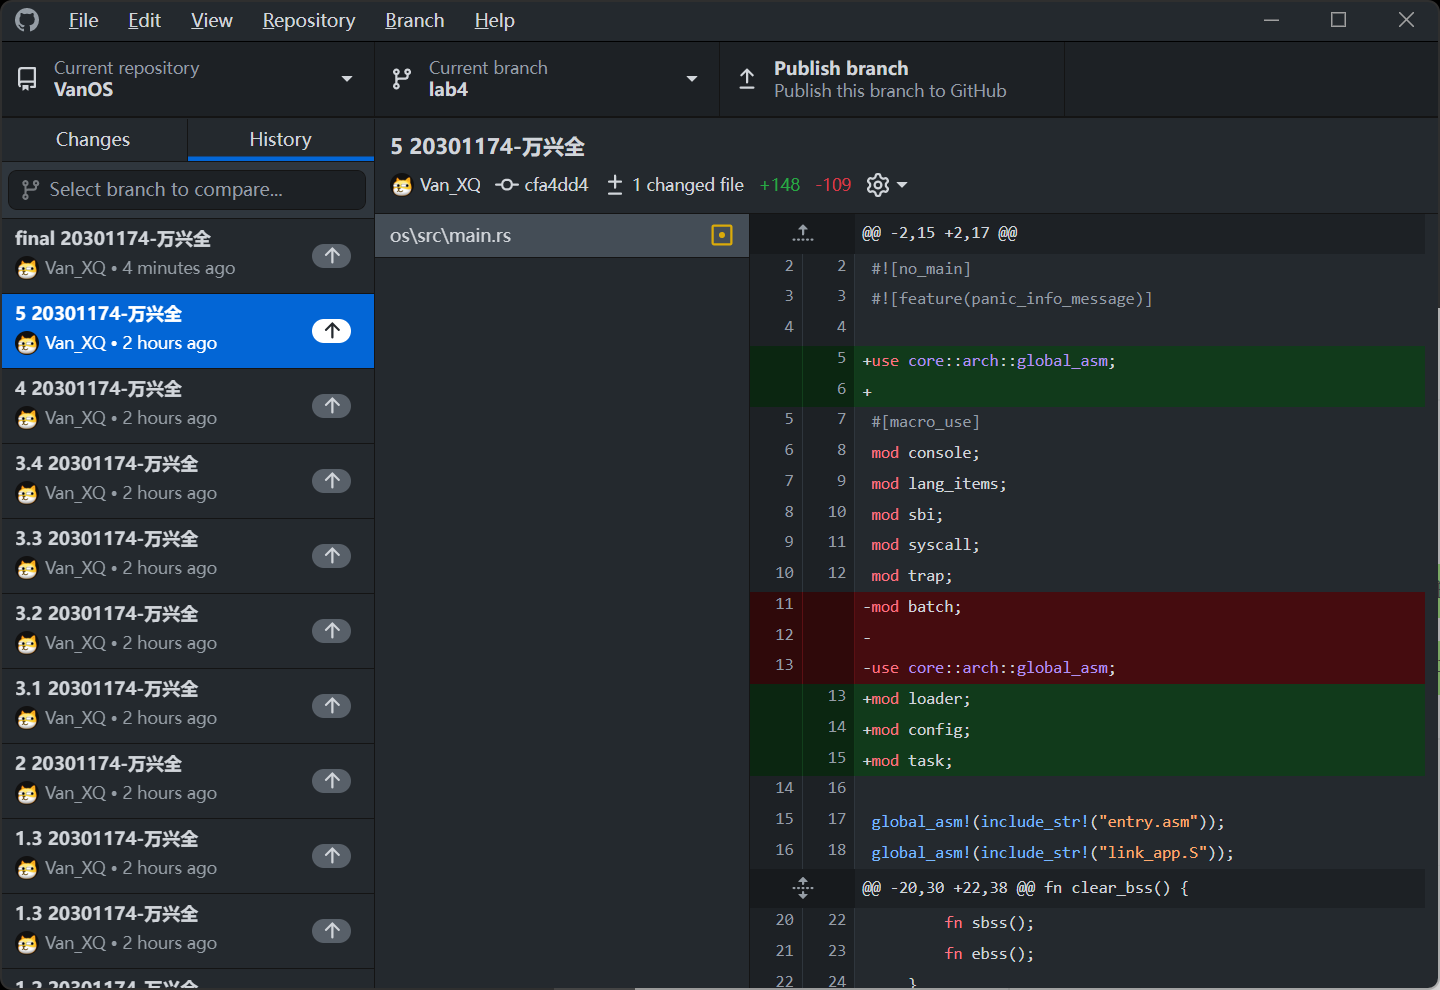 File Edit View Repository Branch Help
Current repository
VanOS
Current branch
lab4
Publish branch
Publish this branch to GitHub
Changes
History
Select branch to compare...
final 20301174-万兴全
Van_XQ • 4 minutes ago
5 20301174-万兴全
Van_XQ • 2 hours ago
4 20301174-万兴全
Van_XQ • 2 hours ago
3.4 20301174-万兴全
Van_XQ • 2 hours ago
3.3 20301174-万兴全
Van_XQ • 2 hours ago
3.2 20301174-万兴全
Van_XQ • 2 hours ago
3.1 20301174-万兴全
Van_XQ • 2 hours ago
2 20301174-万兴全
Van_XQ • 2 hours ago
1.3 20301174-万兴全
Van_XQ • 2 hours ago
1.3 20301174-万兴全
Van_XQ • 2 hours ago
1.2 20301174-万兴全
5 20301174-万兴全
Van_XQ cfa4dd4 1 changed file +148 -109
os\src\main.rs
@@ -2,15 +2,17 @@
2 2 #![no_main]
3 3 #![feature(panic_info_message)]
4 4
5 +use core::arch::global_asm;
6 +
5 7 #[macro_use]
6 8 mod console;
7 9 mod lang_items;
8 10 mod sbi;
9 11 mod syscall;
10 12 mod trap;
11 -mod batch;
12 -
13 -use core::arch::global_asm;
13 +mod loader;
14 +mod config;
15 +mod task;
14 16
15 17 global_asm!(include_str!("entry.asm"));
16 18 global_asm!(include_str!("link_app.S"));
@@ -20,30 +22,38 @@ fn clear_bss() {
20 22 fn sbss();
21 23 fn ebss();
22 24 }